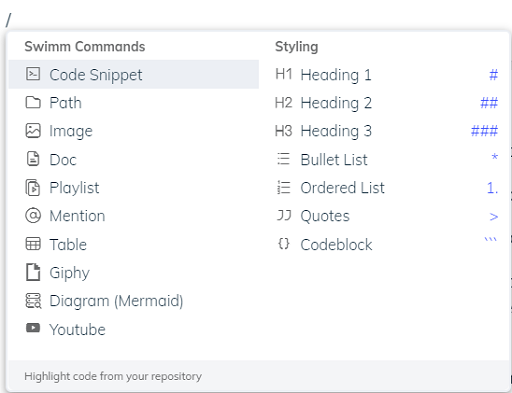 /
Swimm Commands
Code Snippet
Path
Image
Doc
Playlist
Mention
Table
Giphy
Diagram (Mermaid)
Youtube
Styling
H1 Heading 1 #
H2 Heading 2 ##
H3 Heading 3 ###
Bullet List *
Ordered List 1.
Quotes >
{} Codeblock ```
Highlight code from your repository